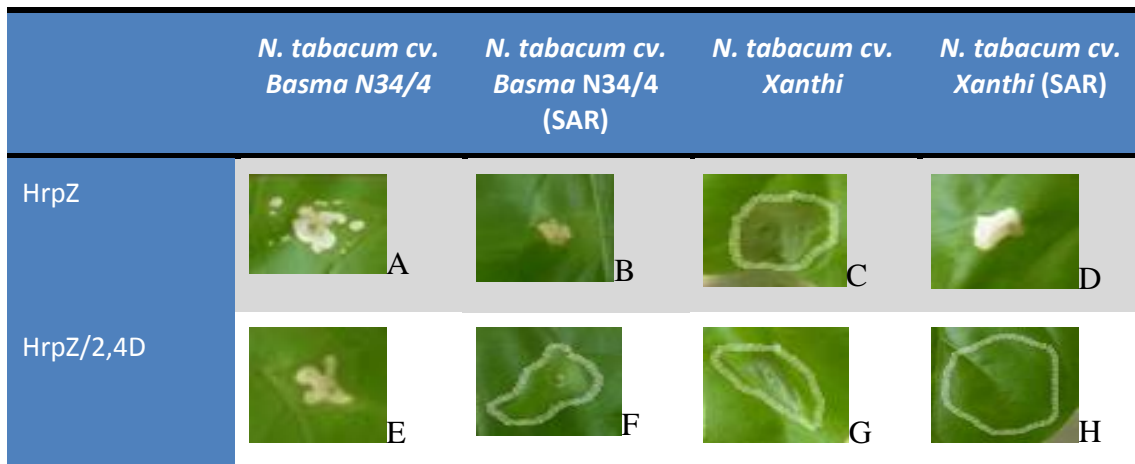 N. tabacum cv.
Basma N34/4
N. tabacum cv.
Basma N34/4
(SAR)
N. tabacum cv.
Xanthi
N. tabacum cv.
Xanthi (SAR)
HrpZ
A
B
C
D
HrpZ/2,4D
E
F
G
H